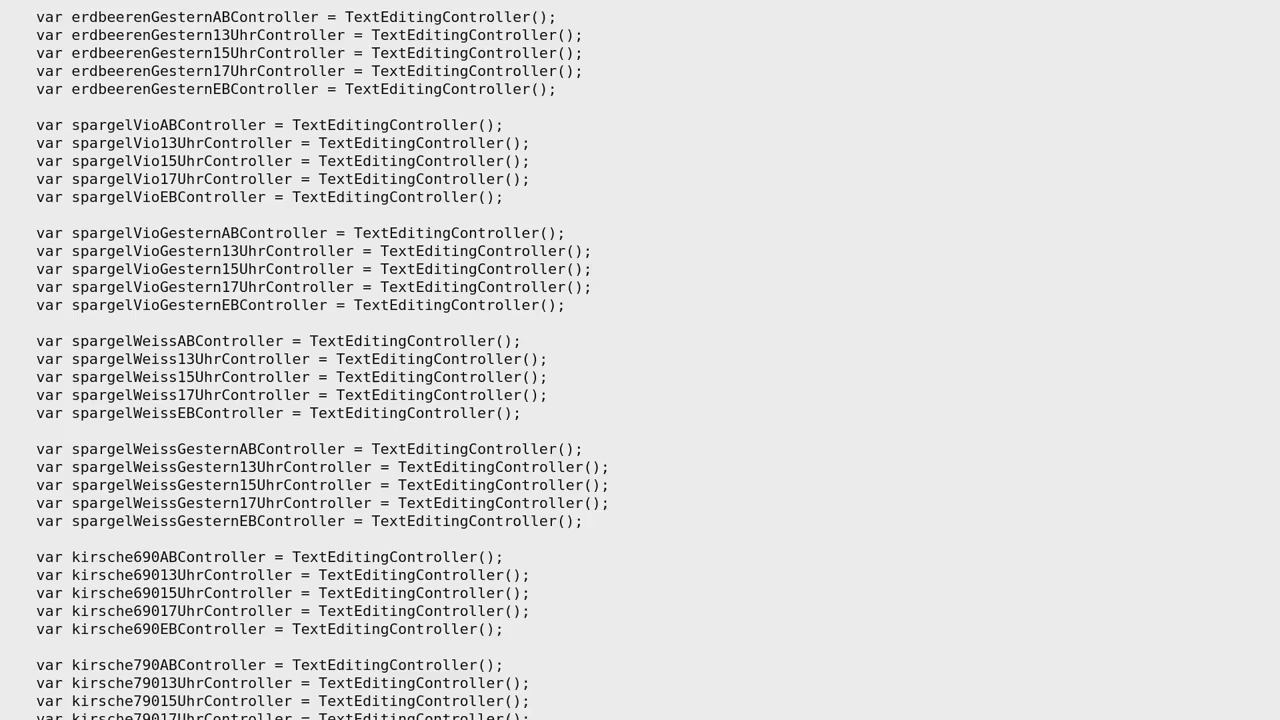 var erdbeerenGesternABController = TextEditingController();
var erdbeerenGestern13UhrController = TextEditingController();
var erdbeerenGestern15UhrController = TextEditingController();
var erdbeerenGestern17UhrController = TextEditingController();
var erdbeerenGesternEBController = TextEditingController();

var spargelVioABController = TextEditingController();
var spargelVio13UhrController = TextEditingController();
var spargelVio15UhrController = TextEditingController();
var spargelVio17UhrController = TextEditingController();
var spargelVioEBController = TextEditingController();

var spargelVioGesternABController = TextEditingController();
var spargelVioGestern13UhrController = TextEditingController();
var spargelVioGestern15UhrController = TextEditingController();
var spargelVioGestern17UhrController = TextEditingController();
var spargelVioGesternEBController = TextEditingController();

var spargelWeissABController = TextEditingController();
var spargelWeiss13UhrController = TextEditingController();
var spargelWeiss15UhrController = TextEditingController();
var spargelWeiss17UhrController = TextEditingController();
var spargelWeissEBController = TextEditingController();

var spargelWeissGesternABController = TextEditingController();
var spargelWeissGestern13UhrController = TextEditingController();
var spargelWeissGestern15UhrController = TextEditingController();
var spargelWeissGestern17UhrController = TextEditingController();
var spargelWeissGesternEBController = TextEditingController();

var kirsche690ABController = TextEditingController();
var kirsche69013UhrController = TextEditingController();
var kirsche69015UhrController = TextEditingController();
var kirsche69017UhrController = TextEditingController();
var kirsche690EBController = TextEditingController();

var kirsche790ABController = TextEditingController();
var kirsche79013UhrController = TextEditingController();
var kirsche79015UhrController = TextEditingController();
var kirsche79017UhrController = TextEditingController();